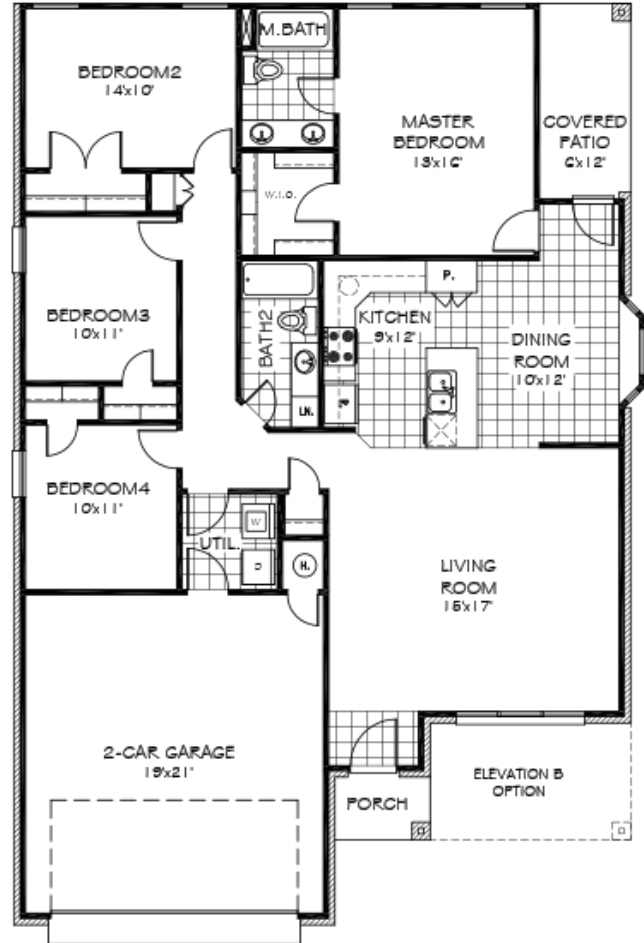 M.BATH
BEDROOM2
14'x10'
MASTER
BEDROOM
13'x16'
COVERED
PATIO
6'x12'
W.I.C.
P.
KITCHEN
9'x12'
BEDROOM3
10'x11'
BATH2
DINING
ROOM
10'x12'
LN.
BEDROOM4
10'x11'
W
UTIL.
D
H.
LIVING
ROOM
15'x17'
2-CAR GARAGE
19'x21'
ELEVATION B
OPTION
PORCH